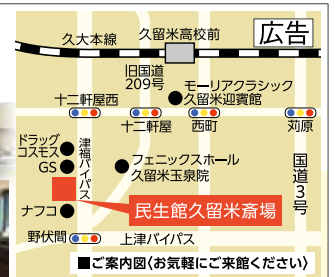 広告
久大本線
久留米高校前
旧国道
209号
モーリアクラシック
久留米迎賓館
十二軒屋西
十二軒屋
西町
苅原
ドラッグ
コスモス
GS
津福バイパス
フェニックスホール
久留米玉泉院
国道3号
民生館久留米斎場
ナフコ
野伏間
上津バイパス
■ご案内図〈お気軽にご来館ください〉